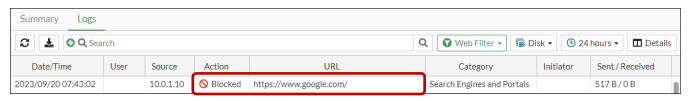 Summary Logs
Search Web Filter Disk 24 hours Details
Date/Time User Source Action URL Category Initiator Sent / Received
2023/09/20 07:43:02 10.0.1.10 Blocked https://www.google.com/ Search Engines and Portals 517 B / 0 B